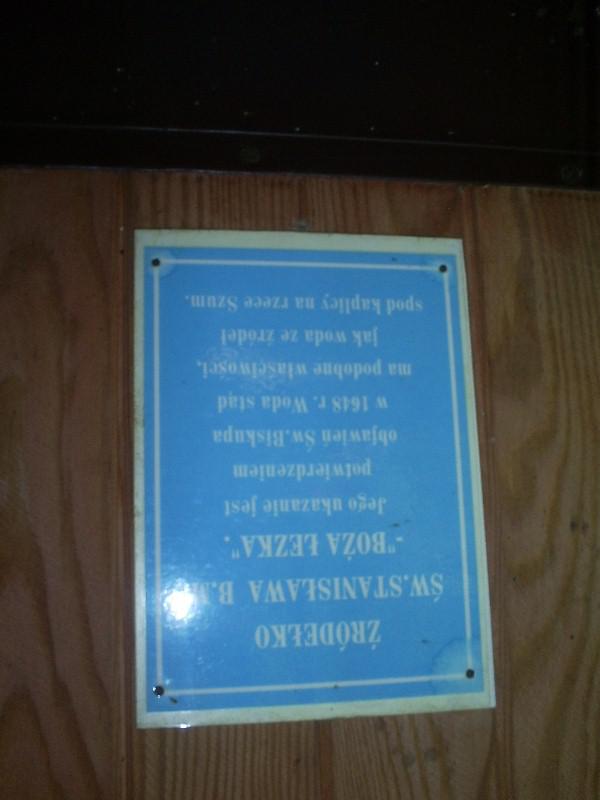 ŹRÓDEŁKO
ŚW.STANISŁAWA B.M
-"BOŻA ŁEZKA".
Jego ukazanie jest
potwierdzeniem
objawień Św.Biskupa
w 1648 r. Woda stąd
ma podobne właściwości,
jak woda ze źródeł
spod kaplicy na rzece Szum.